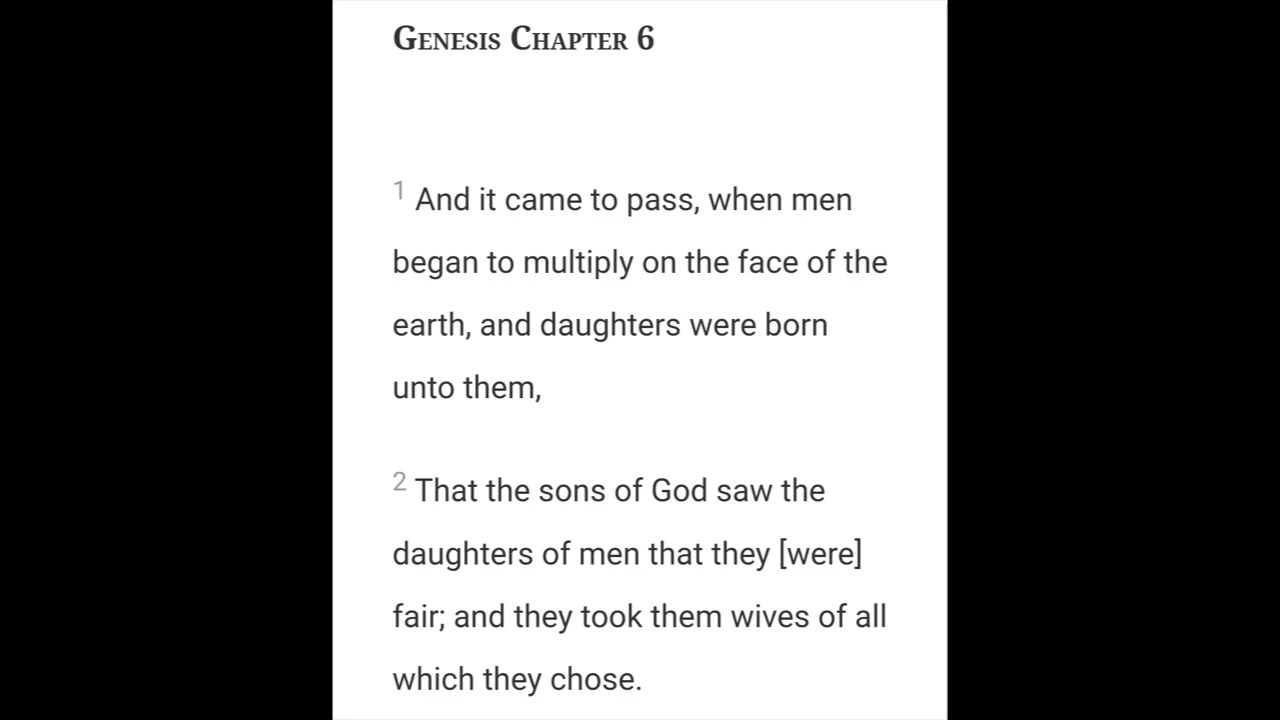 Genesis Chapter 6
1 And it came to pass, when men
began to multiply on the face of the
earth, and daughters were born
unto them,
2 That the sons of God saw the
daughters of men that they [were]
fair; and they took them wives of all
which they chose.